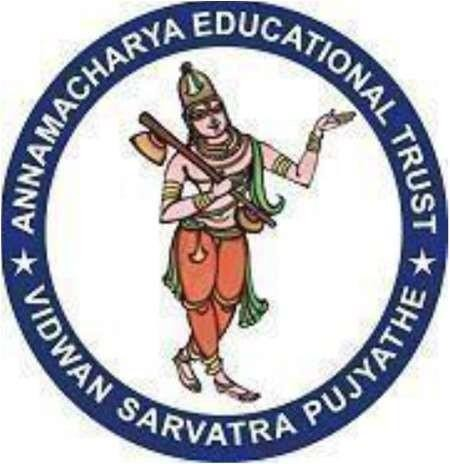 ANNAMACHARYA EDUCATIONAL TRUST
VIDWAN SARVATRA PUJYATHE